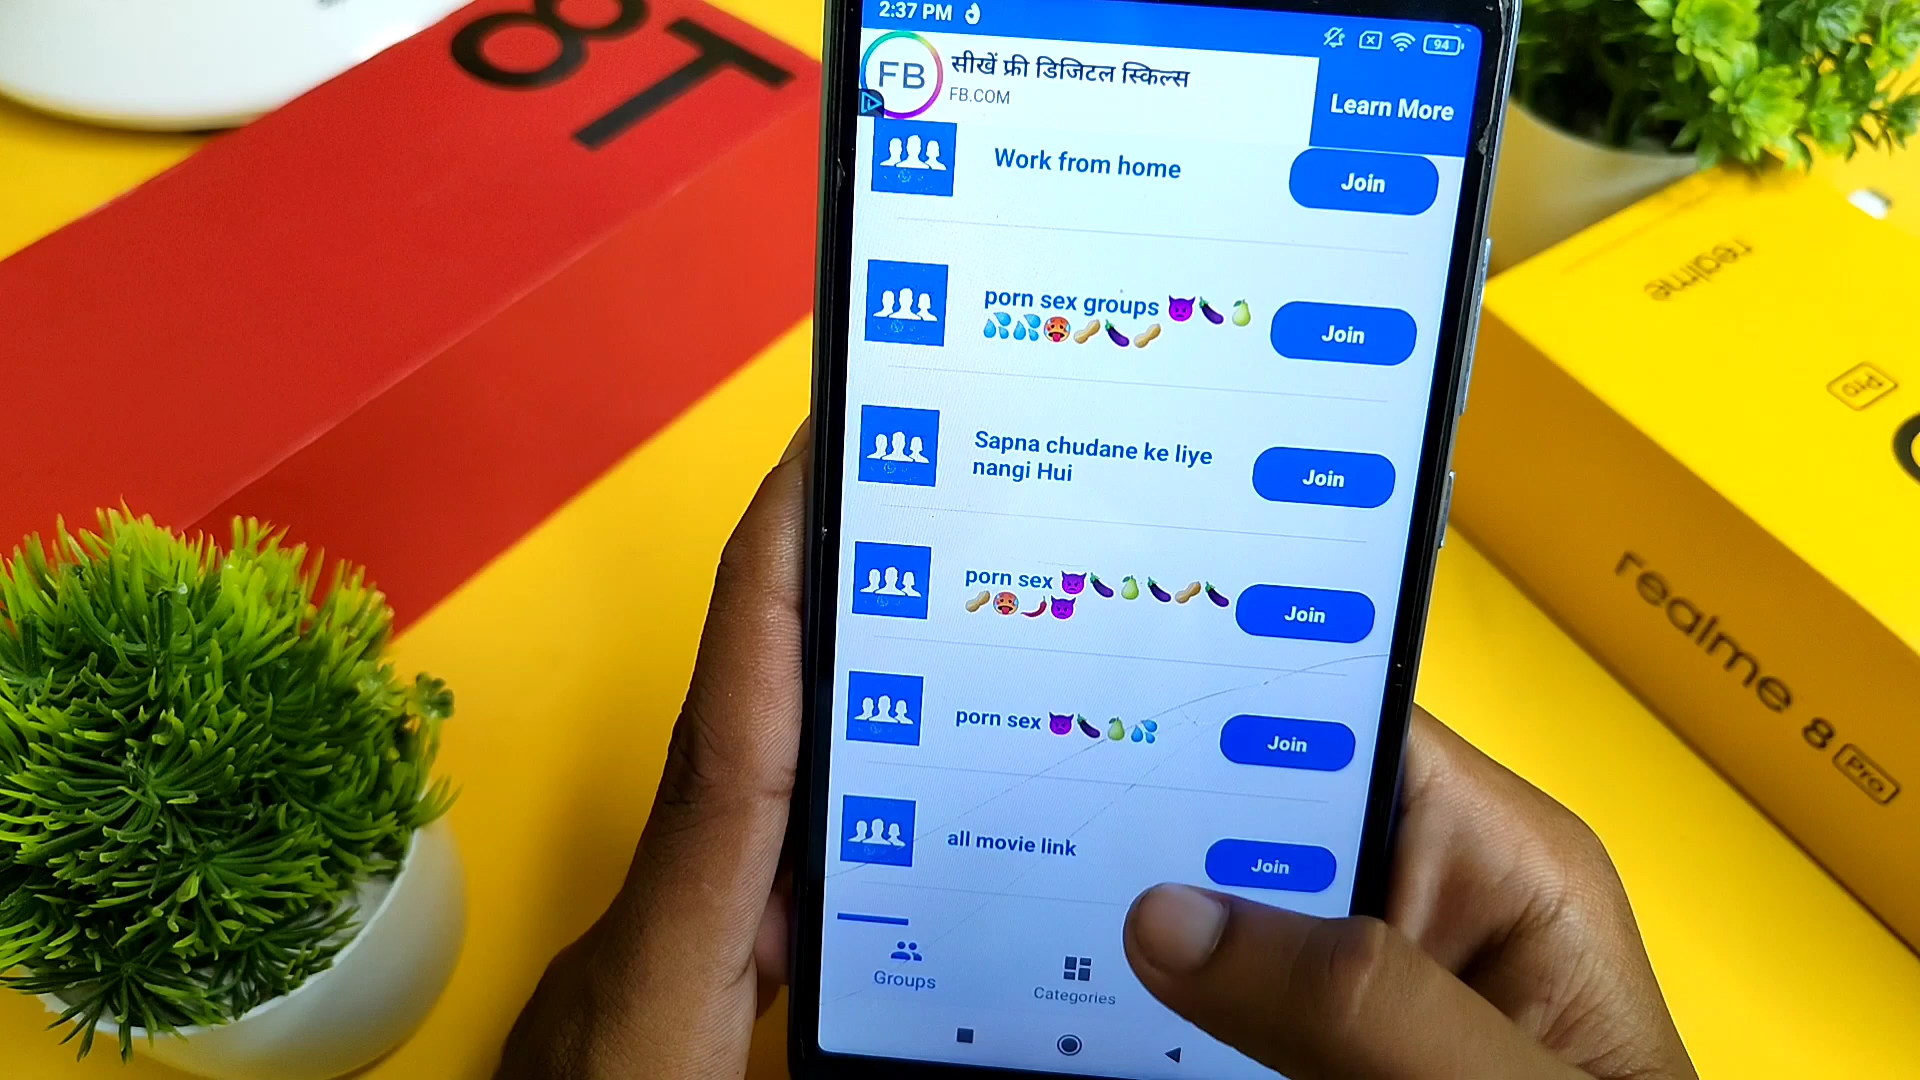 8T
2:37 PM
94
FB
सीखें फ्री डिजिटल स्किल्स
FB.COM
Learn More
Work from home
Join
porn sex groups 👿🍆🍐
💦💦🥵🥜🍆🥜
Join
Sapna chudane ke liye
nangi Hui
Join
porn sex 👿🍆🍐🍆🥜🍆
🥜🥵🌶️👿
Join
porn sex 👿🍆🍐💦
Join
all movie link
Join
Groups
Categories
realme
Pro
realme 8 Pro